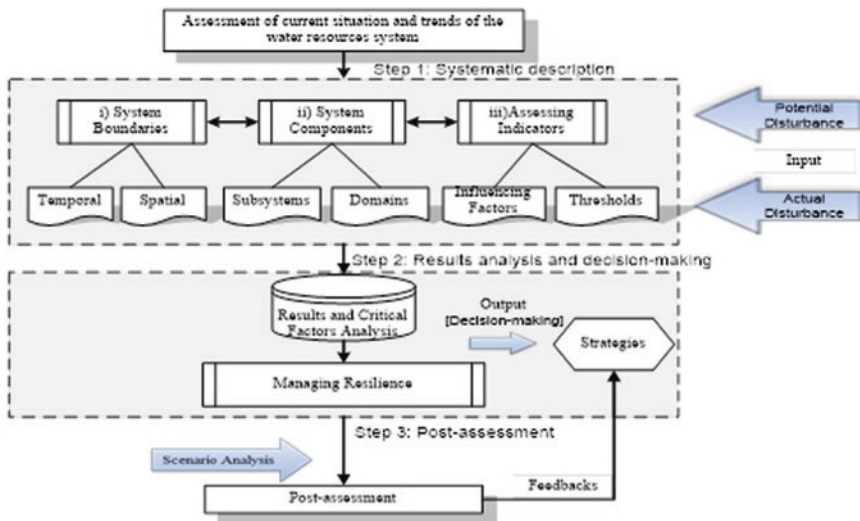 Assessment of current situation and trends of the
water resources system
Step 1: Systematic description
i) System
Boundaries
ii) System
Components
iii)Assessing
Indicators
Potential
Disturbance
Input
Temporal
Spatial
Subsystems
Domains
Influencing
Factors
Thresholds
Actual
Disturbance
Step 2: Results analysis and decision-making
Results and Critical
Factors Analysis
Output
[Decision-making]
Strategies
Managing Resilience
Step 3: Post-assessment
Scenario Analysis
Post-assessment
Feedbacks